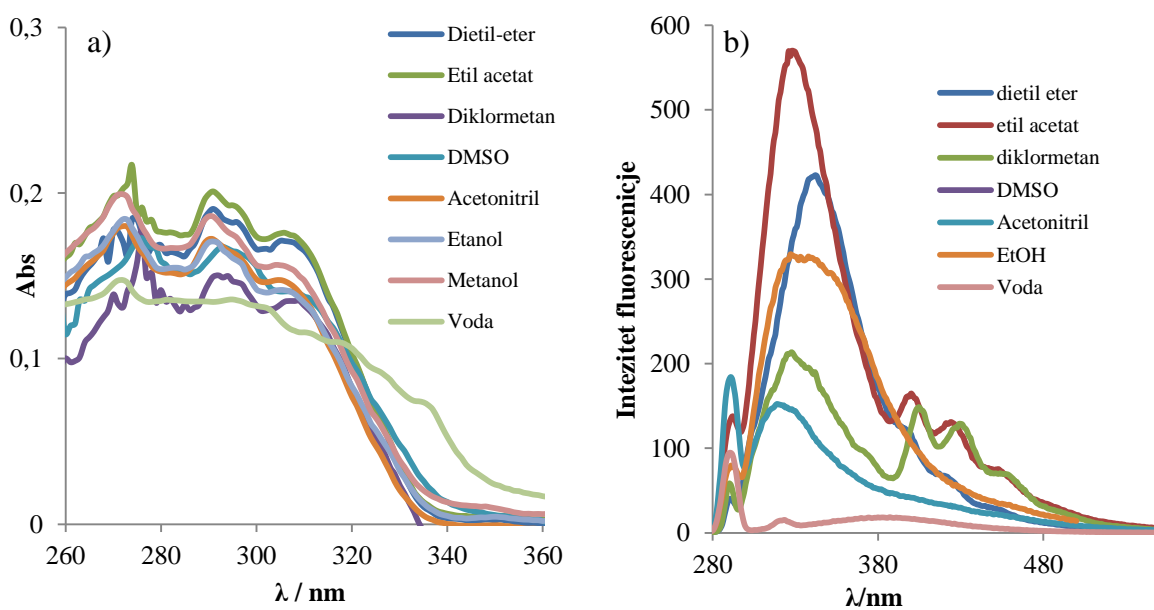 a)
0,3
0,2
0,1
0
Abs
260 280 300 320 340 360
λ / nm
Dietil-eter
Etil acetat
Diklormetan
DMSO
Acetonitril
Etanol
Metanol
Voda
b)
600
500
400
300
200
100
0
Intezitet fluorescenicje
280 380 480
λ/nm
dietil eter
etil acetat
diklormetan
DMSO
Acetonitril
EtOH
Voda